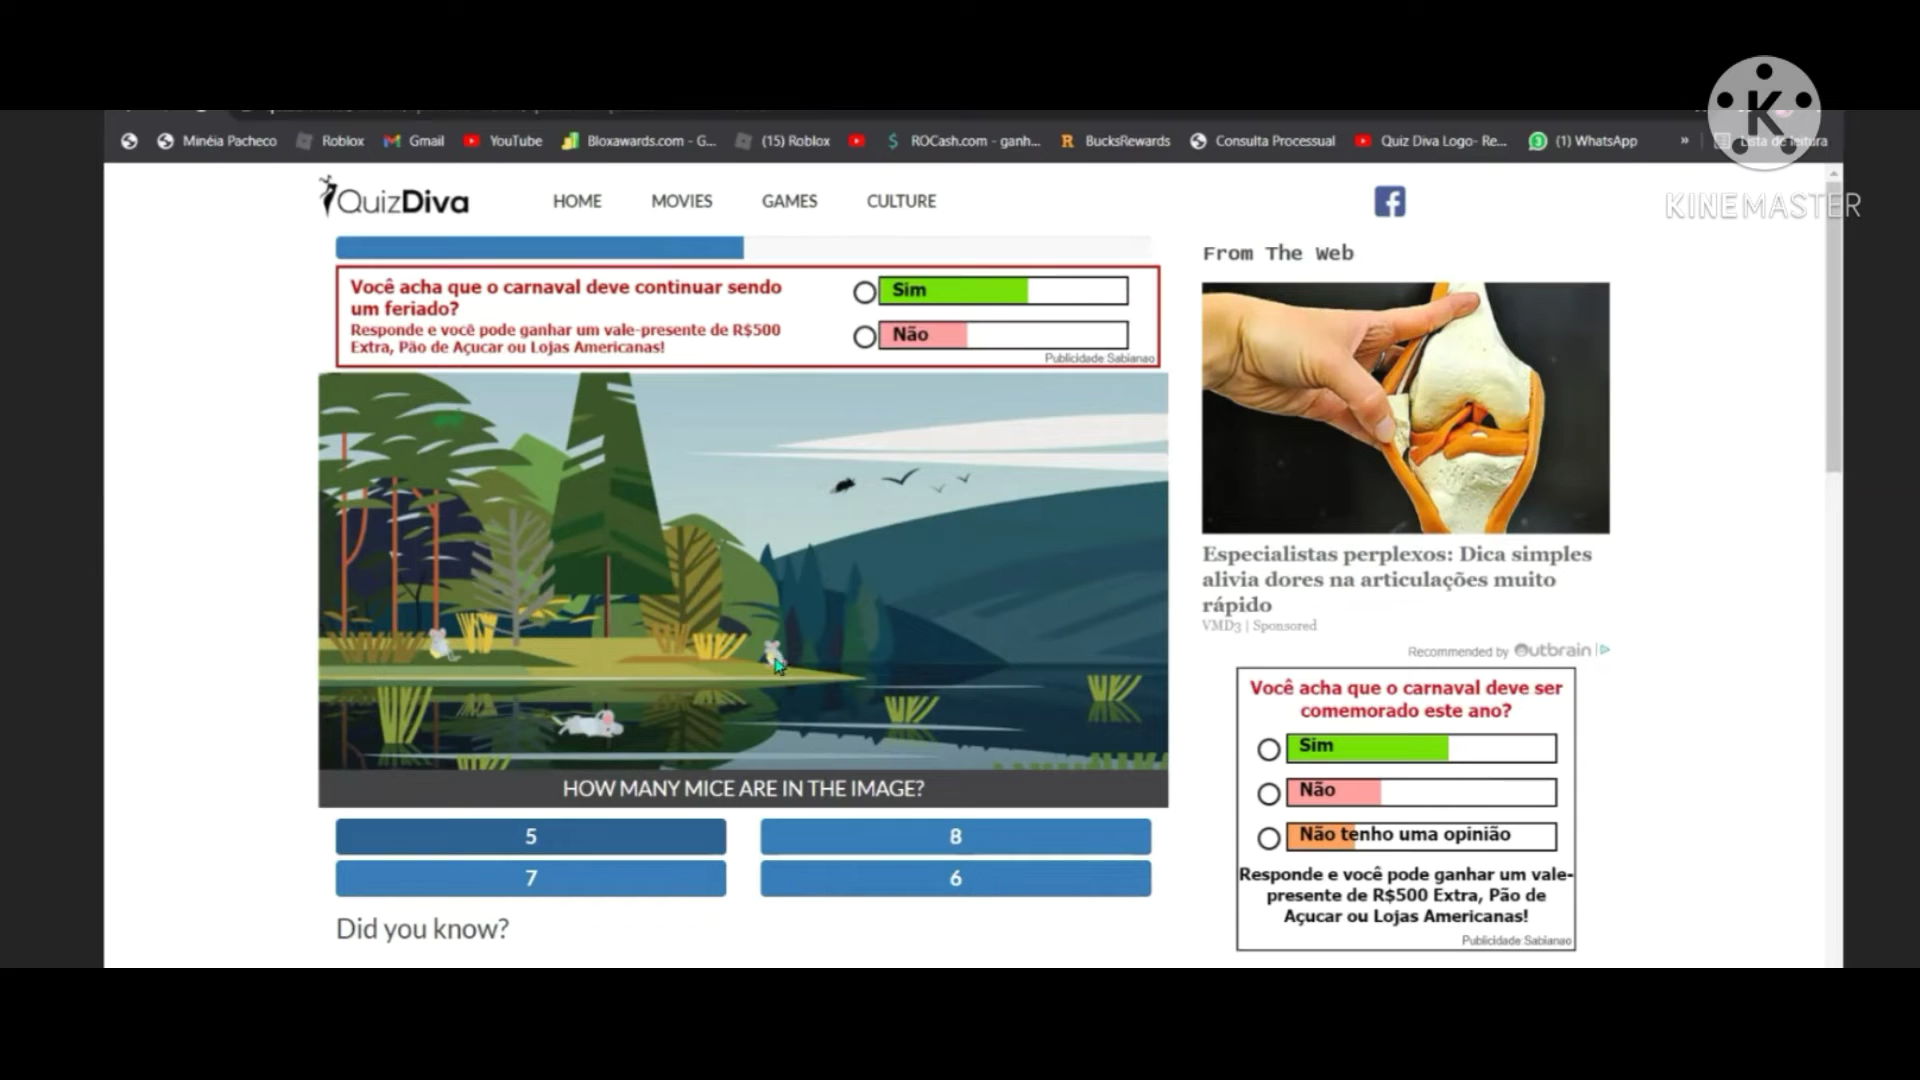 K
KINEMASTER
Minéia Pacheco
Roblox
Gmail
YouTube
Bloxawards.com - G...
(15) Roblox
ROCash.com - ganh...
BucksRewards
Consulta Processual
Quiz Diva Logo- Re...
(1) WhatsApp
»
Lista de leitura
QuizDiva
HOME
MOVIES
GAMES
CULTURE
Você acha que o carnaval deve continuar sendo
um feriado?
Responde e você pode ganhar um vale-presente de R$500
Extra, Pão de Açucar ou Lojas Americanas!
Sim
Não
Publicidade Sabianao
HOW MANY MICE ARE IN THE IMAGE?
5
8
7
6
Did you know?
From The Web
Especialistas perplexos: Dica simples
alivia dores na articulações muito
rápido
VMD3 | Sponsored
Recommended by Outbrain
Você acha que o carnaval deve ser
comemorado este ano?
Sim
Não
Não tenho uma opinião
Responde e você pode ganhar um vale-
presente de R$500 Extra, Pão de
Açucar ou Lojas Americanas!
Publicidade Sabianao